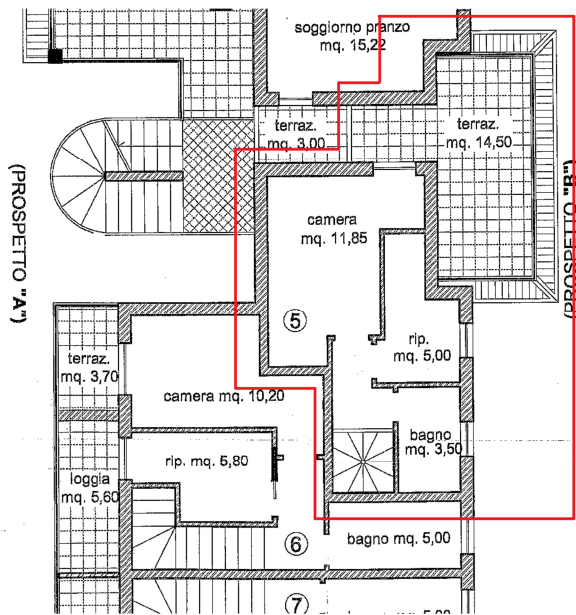 soggiorno pranzo
mq. 15,22
terraz.
mq. 3,00
terraz.
mq. 14,50
(PROSPETTO "A")
(PROSPETTO "B")
camera
mq. 11,85
5
rip.
mq. 5,00
terraz.
mq. 3,70
camera mq. 10,20
bagno
mq. 3,50
rip. mq. 5,80
loggia
mq. 5,60
6
bagno mq. 5,00
7